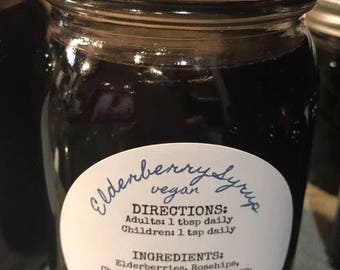 Elderberry Syrup
vegan
DIRECTIONS:
Adults: 1 tbsp daily
Children: 1 tsp daily
INGREDIENTS:
Elderberries, Rosehips,